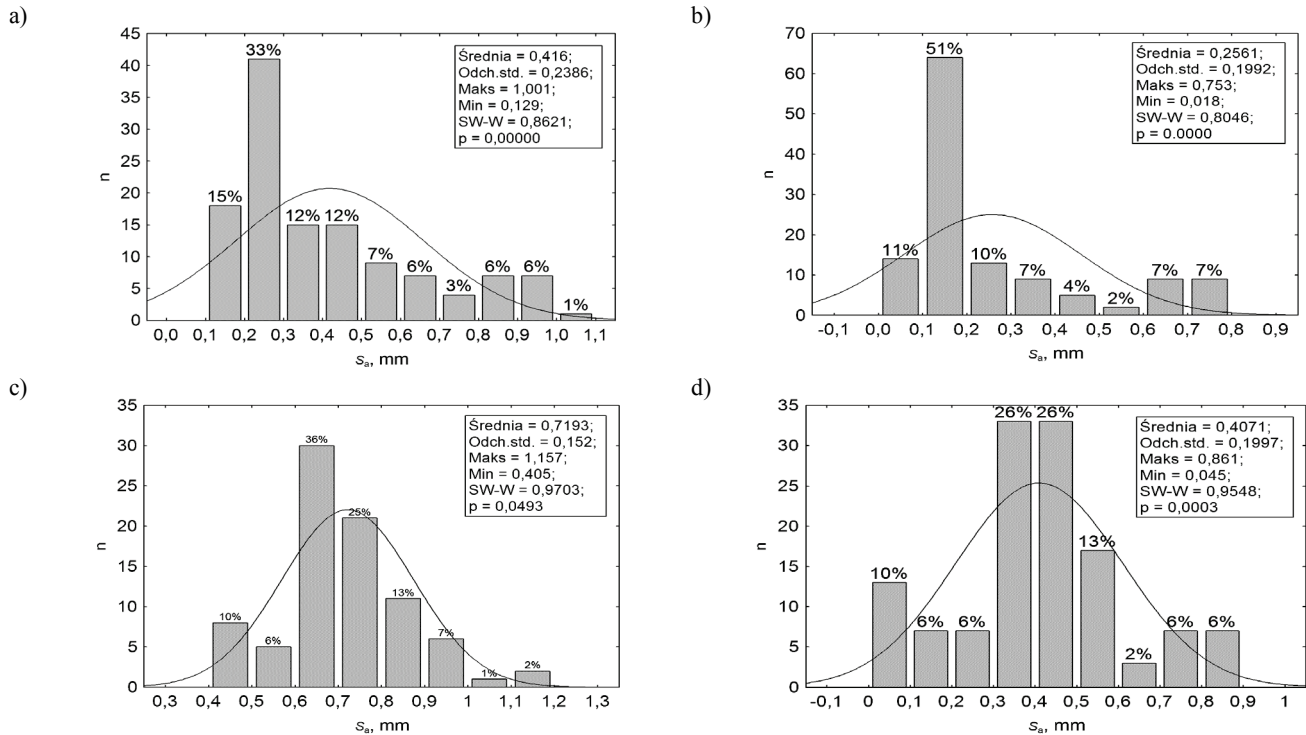 a)
45
40
35
30
25
20
15
10
5
0
n
15%
33%
12%
12%
7%
6%
3%
6%
6%
1%
Średnia = 0,416;
Odch.std. = 0,2386;
Maks = 1,001;
Min = 0,129;
SW-W = 0,8621;
p = 0,00000
0,0 0,1 0,2 0,3 0,4 0,5 0,6 0,7 0,8 0,9 1,0 1,1
sₐ, mm
b)
70
60
50
40
30
20
10
0
n
11%
51%
10%
7%
4%
2%
7%
7%
Średnia = 0,2561;
Odch.std. = 0,1992;
Maks = 0,753;
Min = 0,018;
SW-W = 0,8046;
p = 0.0000
-0,1 0,0 0,1 0,2 0,3 0,4 0,5 0,6 0,7 0,8 0,9
sₐ, mm
c)
35
30
25
20
15
10
5
0
n
10%
6%
36%
25%
13%
7%
1%
2%
Średnia = 0,7193;
Odch.std. = 0,152;
Maks = 1,157;
Min = 0,405;
SW-W = 0,9703;
p = 0,0493
0,3 0,4 0,5 0,6 0,7 0,8 0,9 1 1,1 1,2 1,3
sₐ, mm
d)
35
30
25
20
15
10
5
0
n
10%
6%
6%
26%
26%
13%
2%
6%
6%
Średnia = 0,4071;
Odch.std. = 0,1997;
Maks = 0,861;
Min = 0,045;
SW-W = 0,9548;
p = 0,0003
-0,1 0 0,1 0,2 0,3 0,4 0,5 0,6 0,7 0,8 0,9 1
sₐ, mm